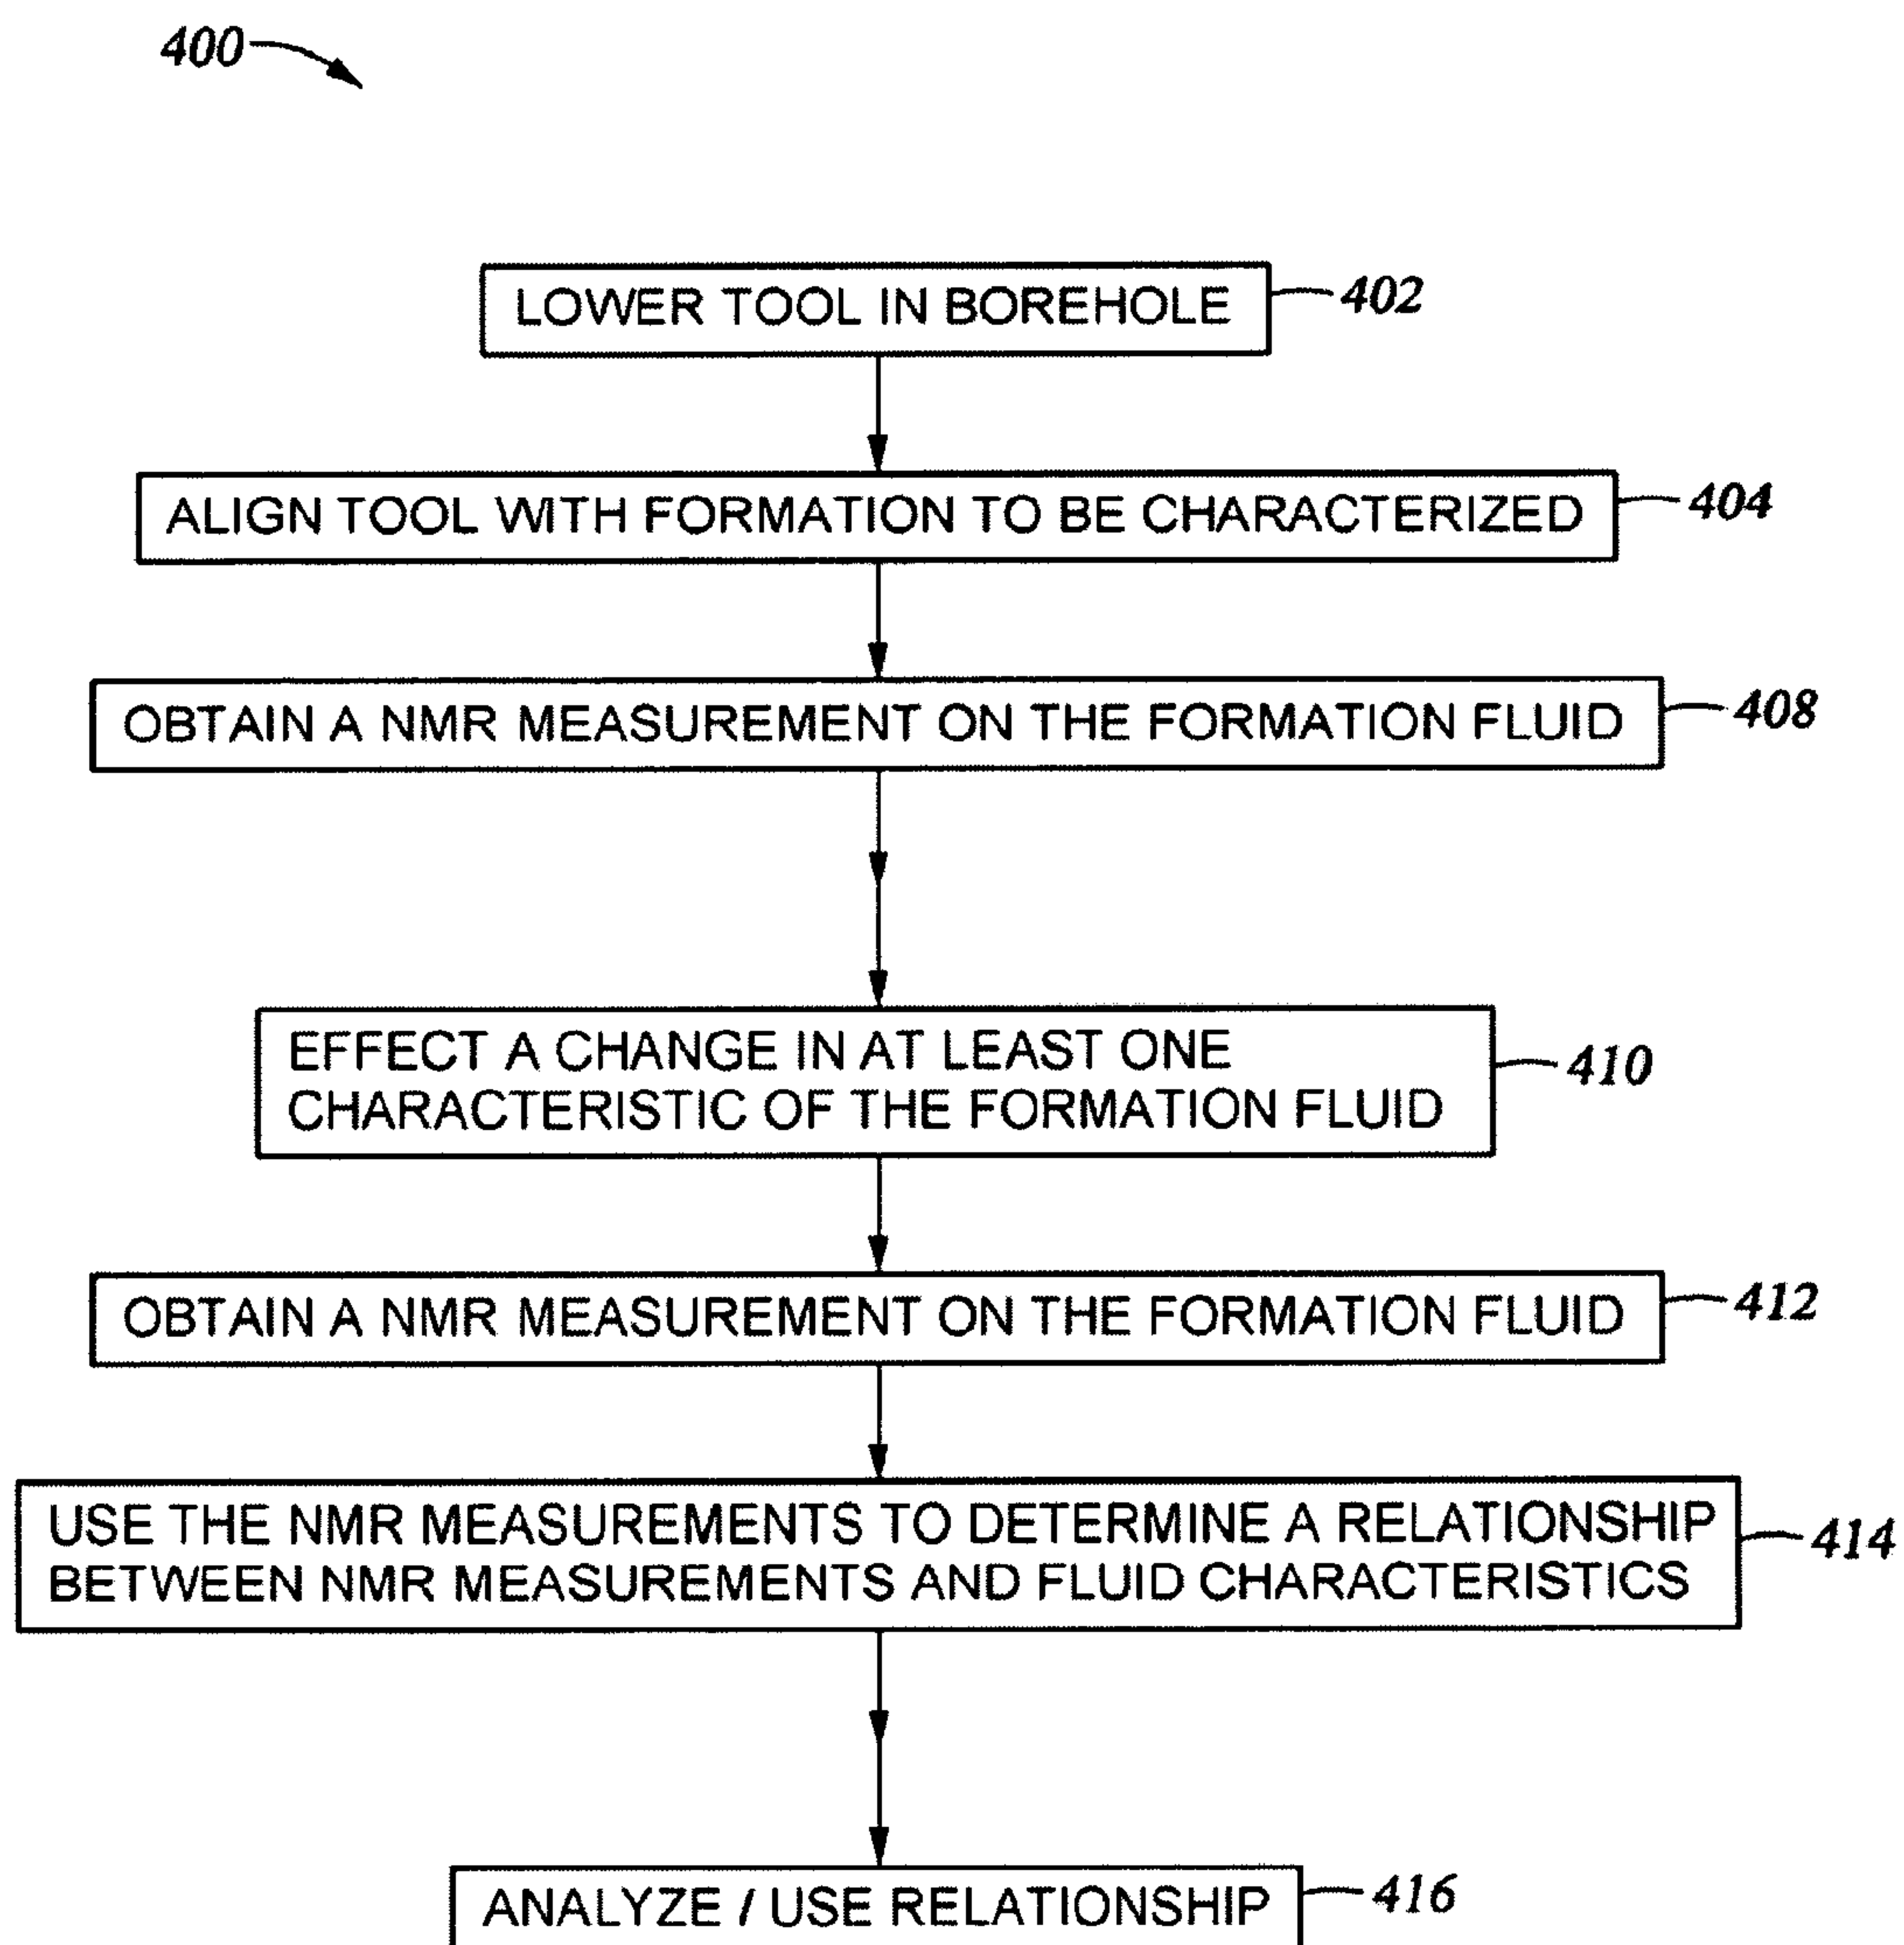 400
LOWER TOOL IN BOREHOLE
402
ALIGN TOOL WITH FORMATION TO BE CHARACTERIZED
404
OBTAIN A NMR MEASUREMENT ON THE FORMATION FLUID
408
EFFECT A CHANGE IN AT LEAST ONE
CHARACTERISTIC OF THE FORMATION FLUID
410
OBTAIN A NMR MEASUREMENT ON THE FORMATION FLUID
412
USE THE NMR MEASUREMENTS TO DETERMINE A RELATIONSHIP
BETWEEN NMR MEASUREMENTS AND FLUID CHARACTERISTICS
414
ANALYZE / USE RELATIONSHIP
416